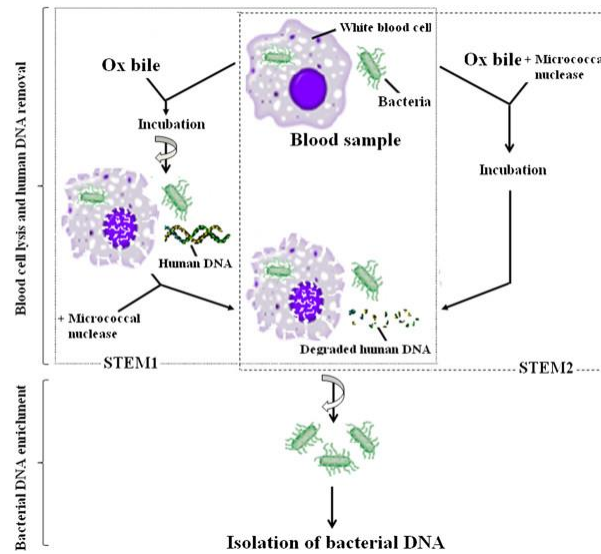 White blood cell
Ox bile
Ox bile + Micrococcal
nuclease
Bacteria
Incubation
Blood sample
Incubation
Human DNA
+ Micrococcal
nuclease
Degraded human DNA
STEM1
STEM2
Isolation of bacterial DNA
Blood cell lysis and human DNA removal
Bacterial DNA enrichment